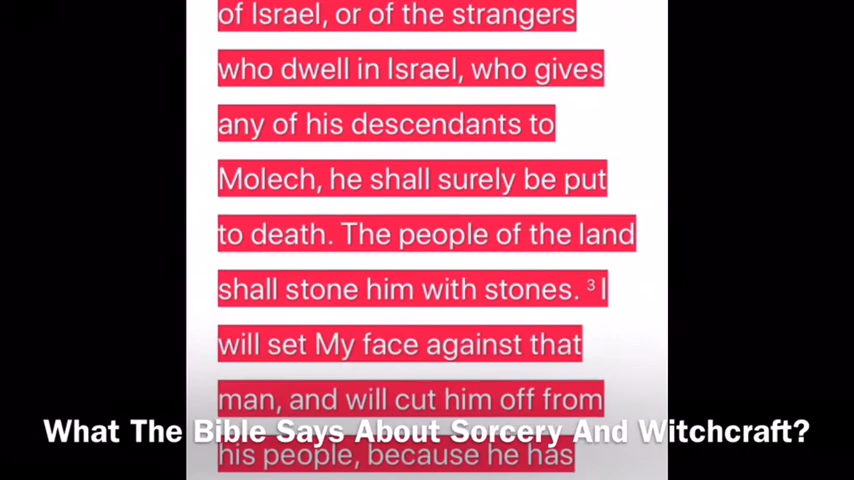 of Israel, or of the strangers
who dwell in Israel, who gives
any of his descendants to
Molech, he shall surely be put
to death. The people of the land
shall stone him with stones. ³I
will set My face against that
man, and will cut him off from
What The Bible Says About Sorcery And Witchcraft?
his people, because he has